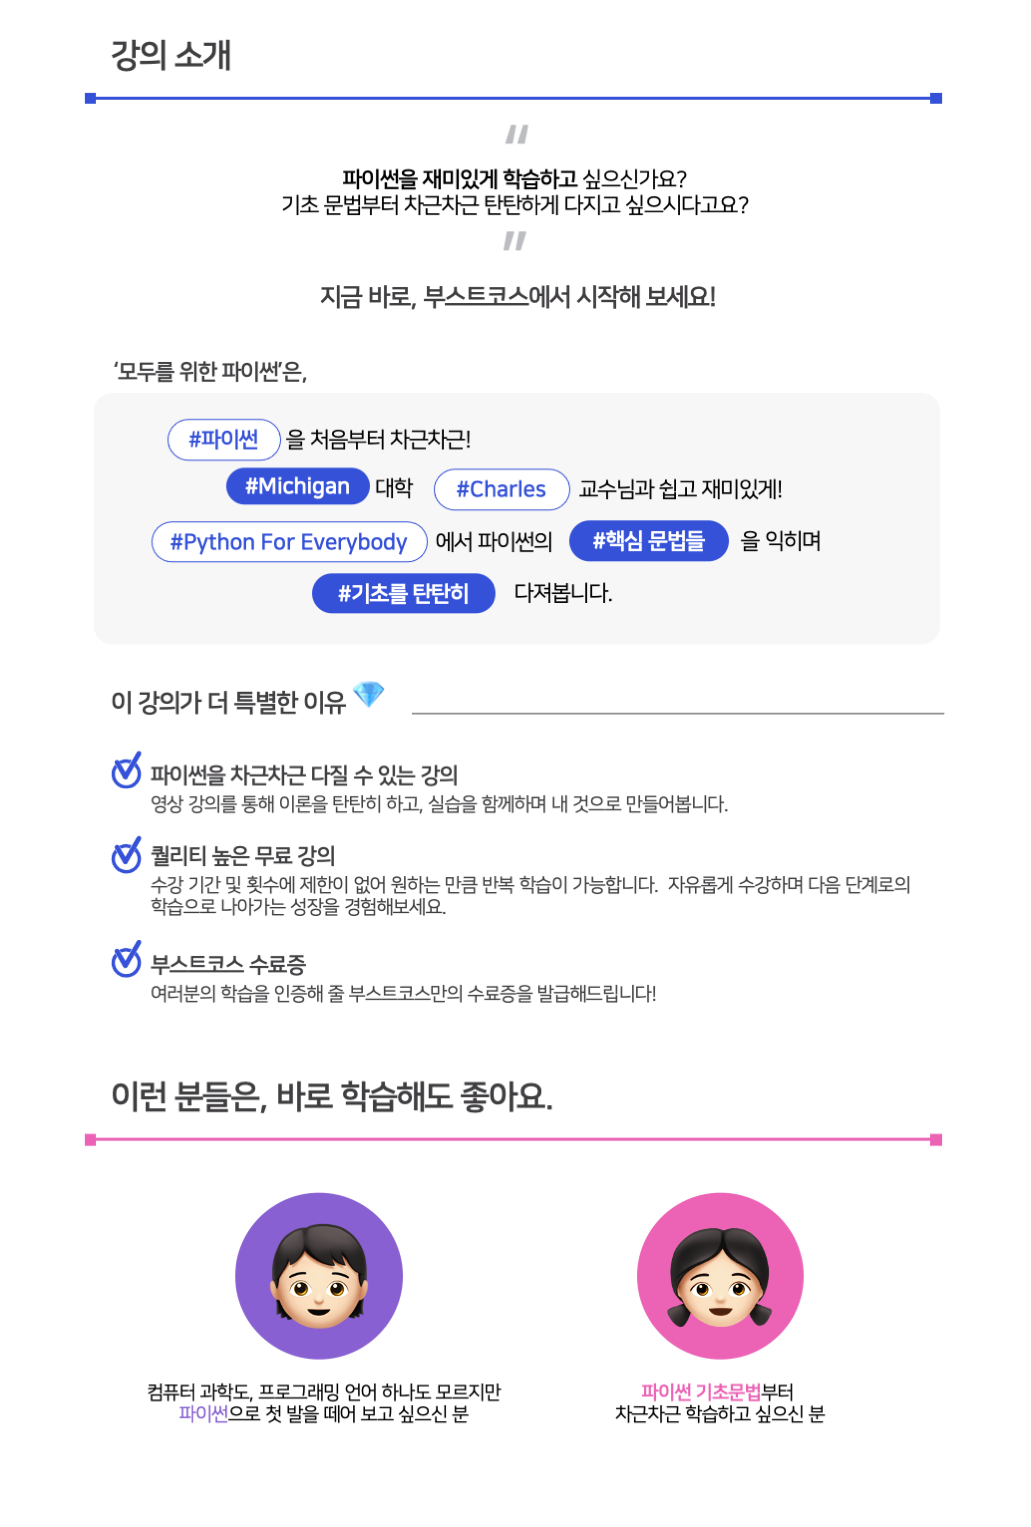 강의 소개
“
파이썬을 재미있게 학습하고 싶으신가요?
기초 문법부터 차근차근 탄탄하게 다지고 싶으시다고요?
”
지금 바로, 부스트코스에서 시작해 보세요!
‘모두를 위한 파이썬’은,
#파이썬 을 처음부터 차근차근!
#Michigan 대학 #Charles 교수님과 쉽고 재미있게!
#Python For Everybody 에서 파이썬의 #핵심 문법들 을 익히며
#기초를 탄탄히 다져봅니다.
이 강의가 더 특별한 이유
파이썬을 차근차근 다질 수 있는 강의
영상 강의를 통해 이론을 탄탄히 하고, 실습을 함께하며 내 것으로 만들어봅니다.
퀄리티 높은 무료 강의
수강 기간 및 횟수에 제한이 없어 원하는 만큼 반복 학습이 가능합니다. 자유롭게 수강하며 다음 단계로의
학습으로 나아가는 성장을 경험해보세요.
부스트코스 수료증
여러분의 학습을 인증해 줄 부스트코스만의 수료증을 발급해드립니다!
이런 분들은, 바로 학습해도 좋아요.
컴퓨터 과학도, 프로그래밍 언어 하나도 모르지만
파이썬으로 첫 발을 떼어 보고 싶으신 분
파이썬 기초문법부터
차근차근 학습하고 싶으신 분